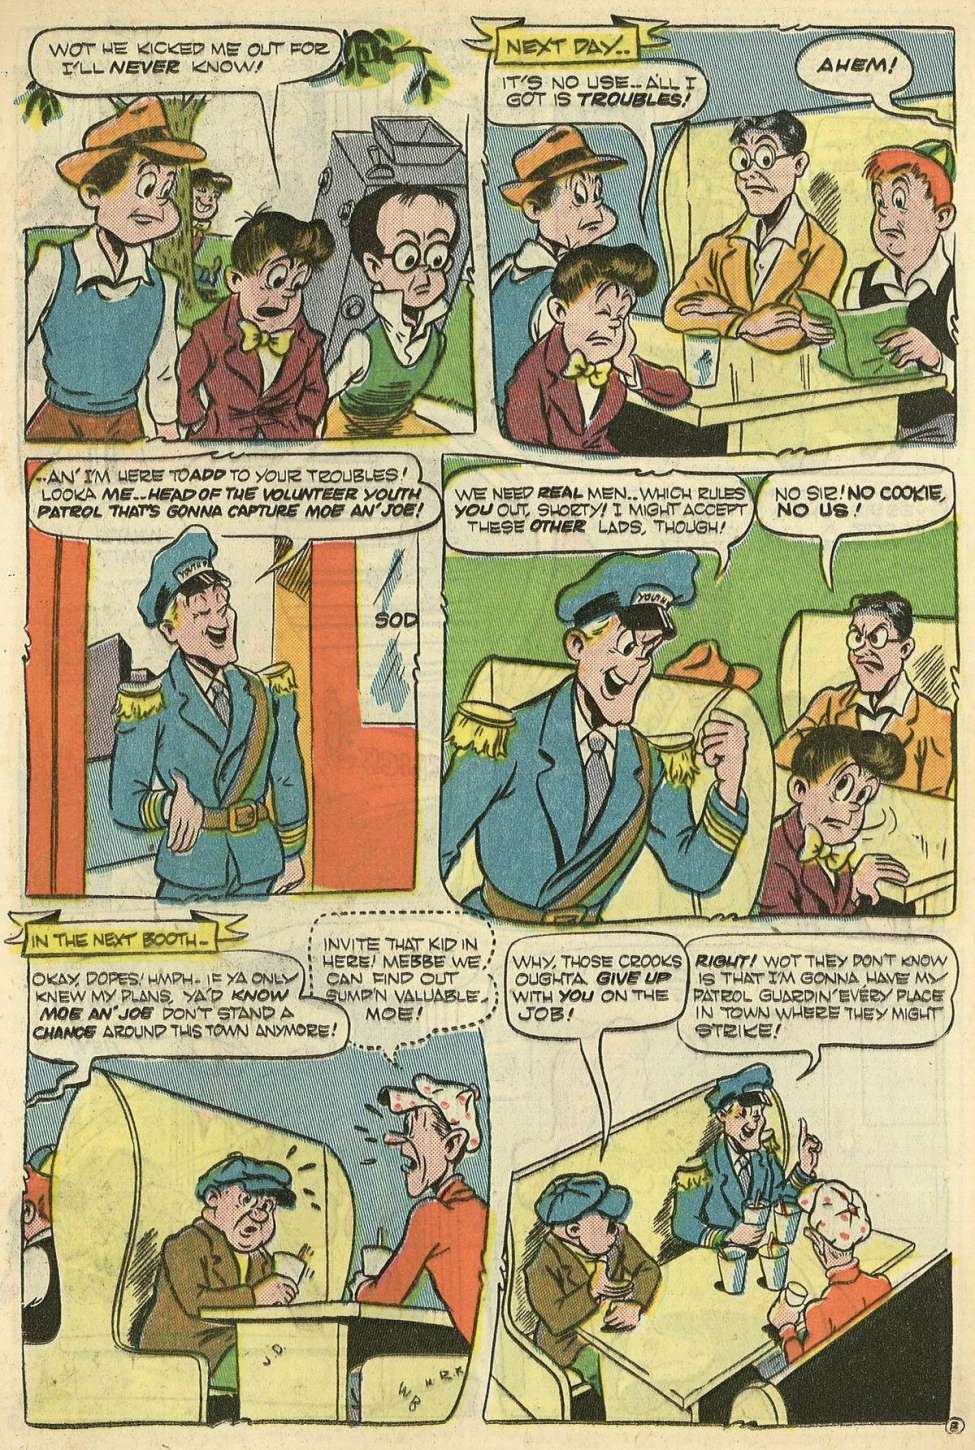 WOT HE KICKED ME OUT FOR
I'LL NEVER KNOW!
NEXT DAY..
IT'S NO USE... ALL I
GOT IS TROUBLES!
AHEM!
...AN' I'M HERE TO ADD TO YOUR TROUBLES!
LOOKA ME...HEAD OF THE VOLUNTEER YOUTH
PATROL THAT'S GONNA CAPTURE MOE AN' JOE!
YOUTH P
SOD
WE NEED REAL MEN...WHICH RULES
YOU OUT, SHORTY! I MIGHT ACCEPT
THESE OTHER LADS, THOUGH!
NO SIR! NO COOKIE,
NO US!
YOUTH
IN THE NEXT BOOTH...
OKAY, DOPES! HMPH.. IF YA ONLY
KNEW MY PLANS, YA'D KNOW
MOE AN' JOE DON'T STAND A
CHANCE AROUND THIS TOWN ANYMORE!
INVITE THAT KID IN
HERE! MEBBE WE
CAN FIND OUT
SUMP'N VALUABLE,
MOE!
J.D.
WB
M.R.K
WHY, THOSE CROOKS
OUGHTA GIVE UP
WITH YOU ON THE
JOB!
RIGHT! WOT THEY DON'T KNOW
IS THAT I'M GONNA HAVE MY
PATROL GUARDIN' EVERY PLACE
IN TOWN WHERE THEY MIGHT
STRIKE!